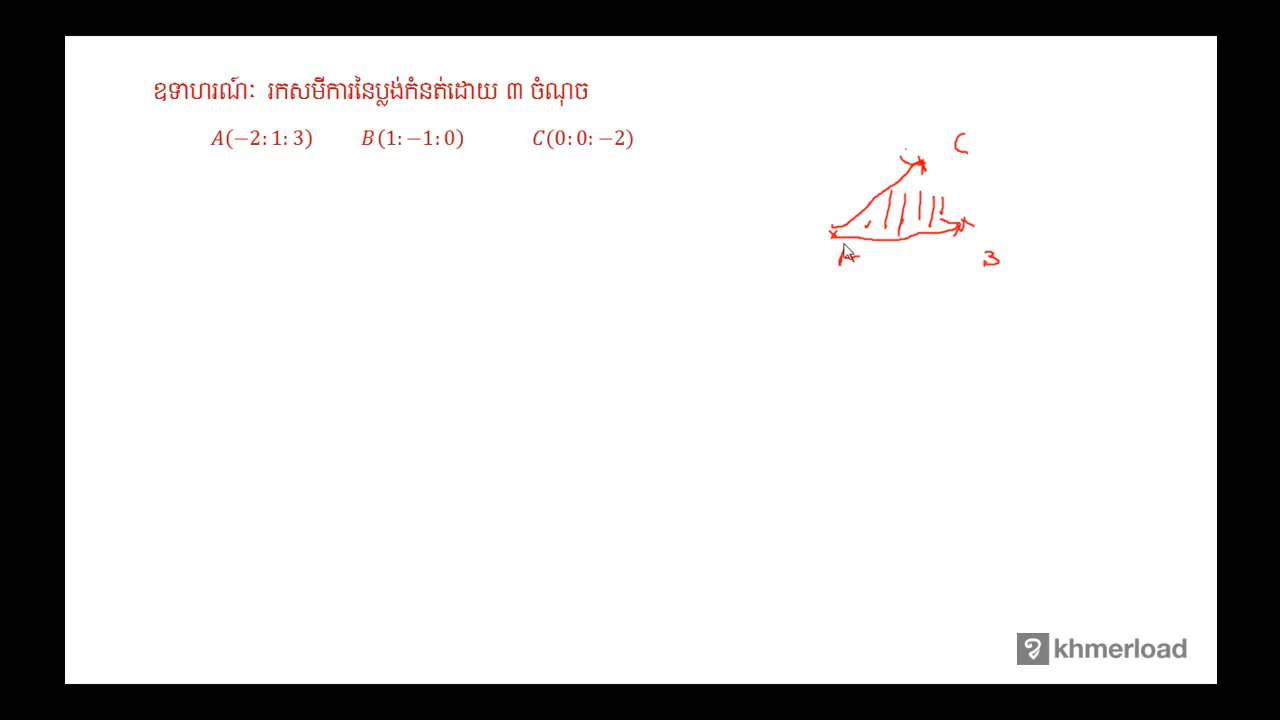 ឧទាហរណ៍: រកសមីការនៃប្លង់កំនត់ដោយ ៣ ចំណុច
A(−2: 1: 3) B(1: −1: 0) C(0: 0: −2)
C
A B
khmerload